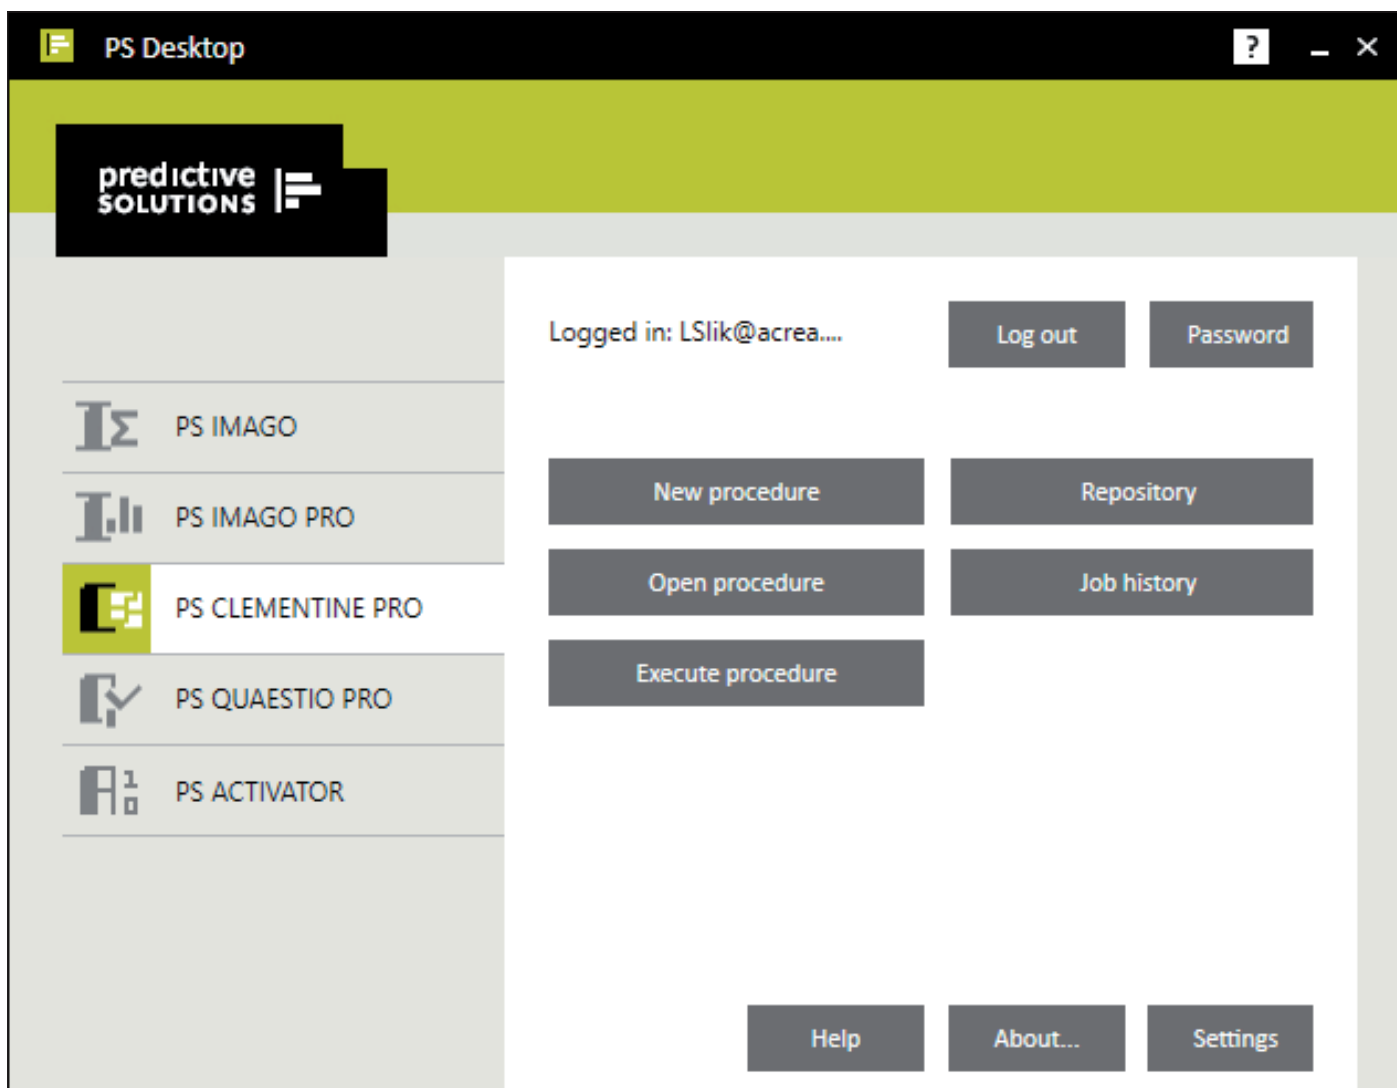 PS Desktop
?
predictive
SOLUTIONS
Logged in: LSlik@acrea....
Log out
Password
PS IMAGO
PS IMAGO PRO
PS CLEMENTINE PRO
PS QUAESTIO PRO
PS ACTIVATOR
New procedure
Repository
Open procedure
Job history
Execute procedure
Help
About...
Settings